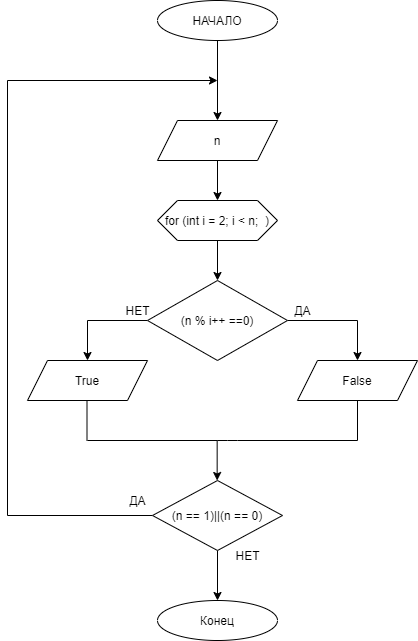 НАЧАЛО
n
for (int i = 2; i < n;  )
НЕТ
ДА
(n % i++ ==0)
True
False
ДА
(n == 1)||(n == 0)
НЕТ
Конец